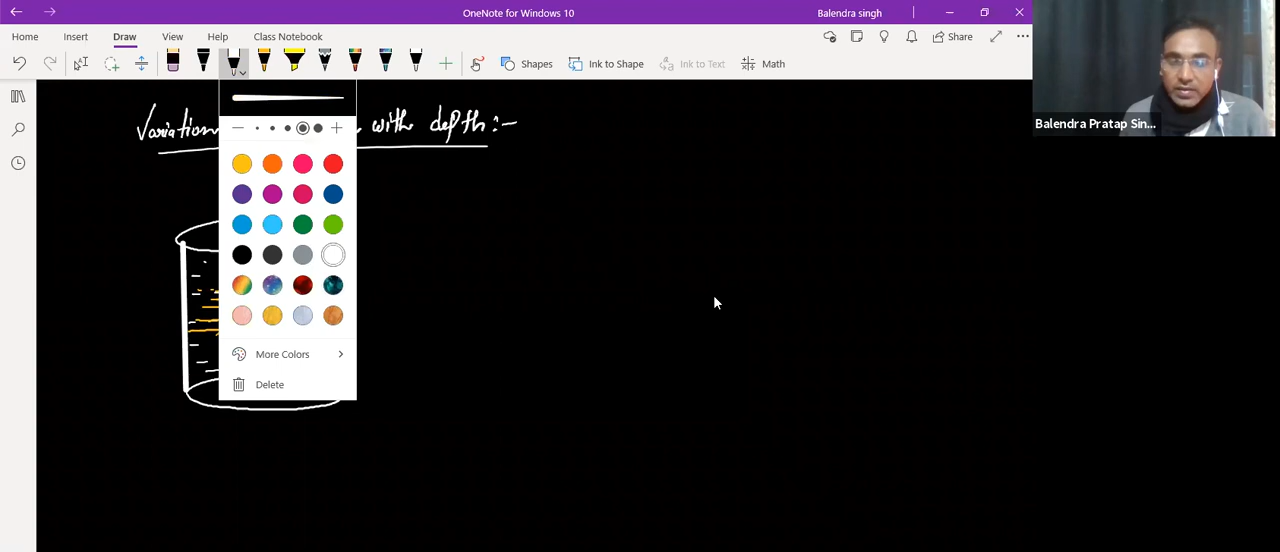 OneNote for Windows 10
Balendra singh
Home Insert Draw View Help Class Notebook
Share
Shapes Ink to Shape Ink to Text Math
Balendra Pratap Sin...
Variation with depth :-
More Colors
Delete